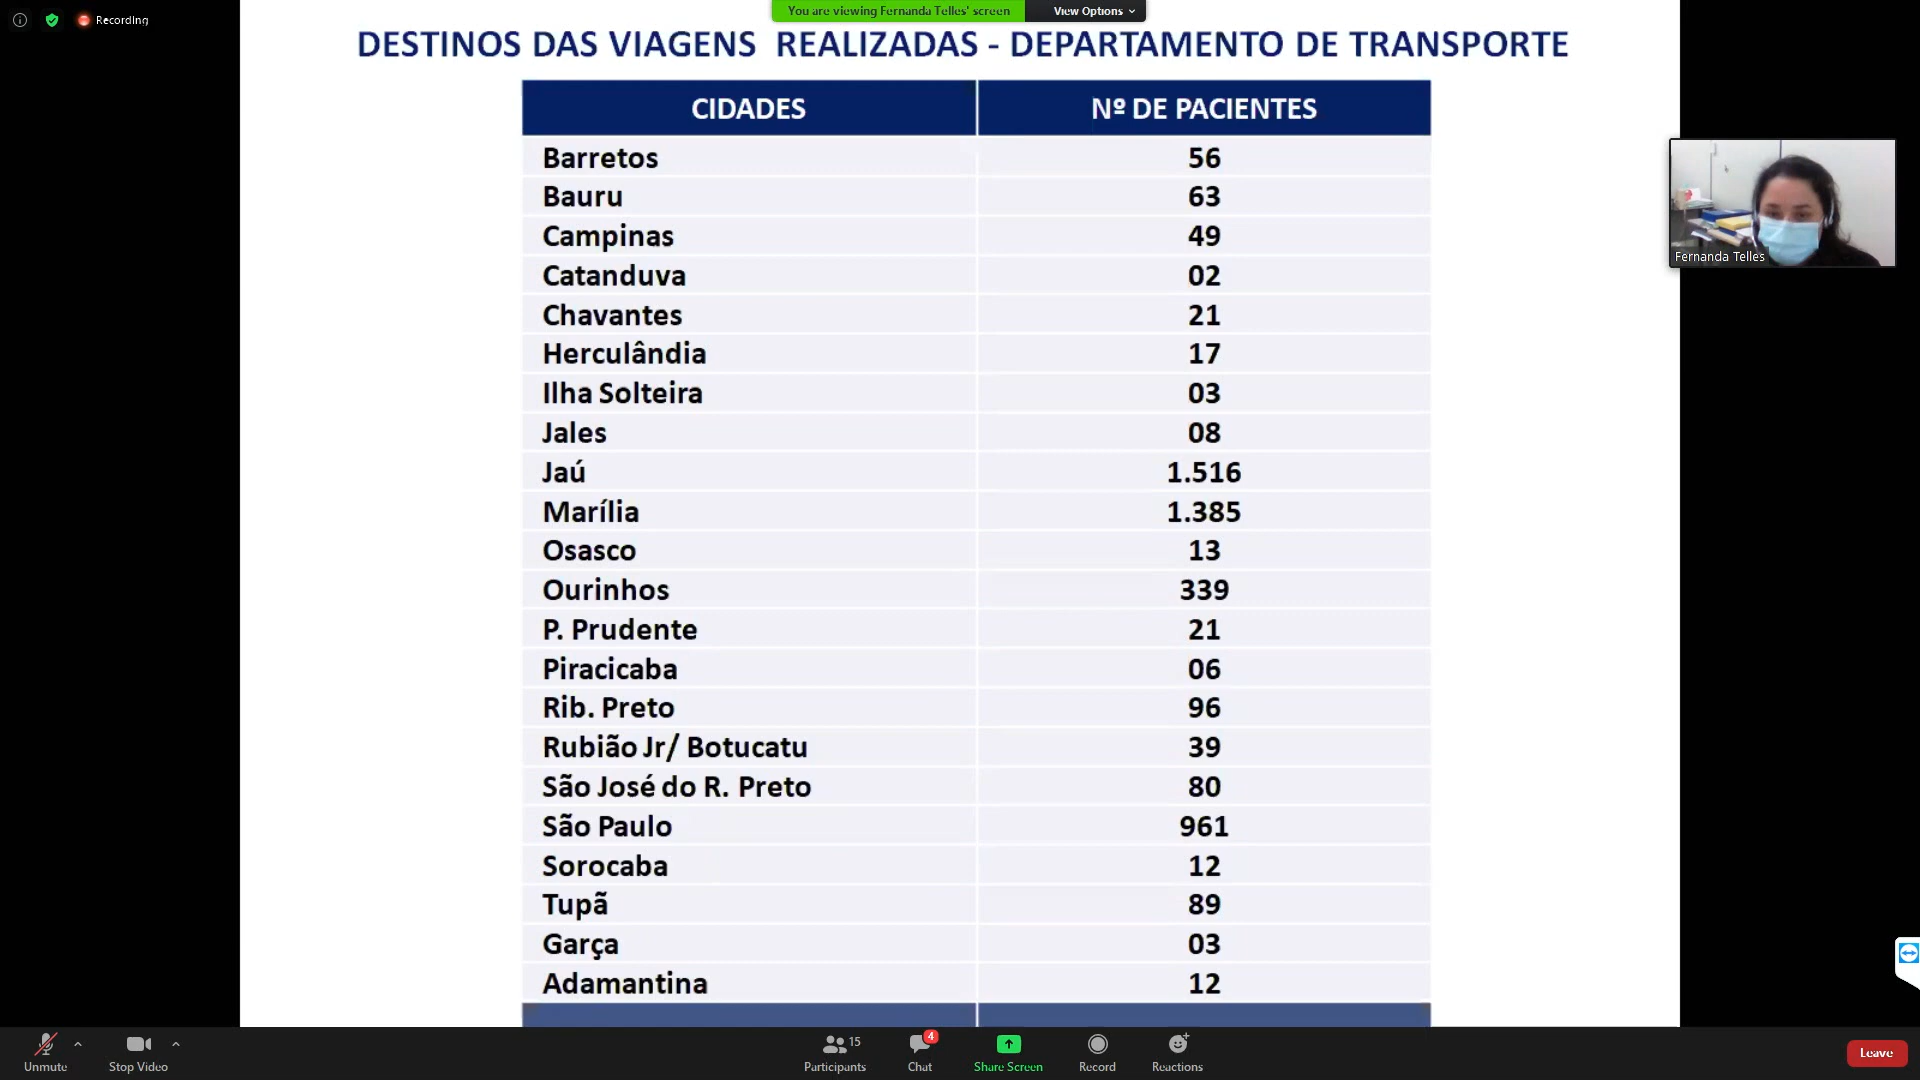 Recording
You are viewing Fernanda Telles' screen
View Options
DESTINOS DAS VIAGENS REALIZADAS - DEPARTAMENTO DE TRANSPORTE
CIDADES Nº DE PACIENTES
Barretos 56
Bauru 63
Campinas 49
Catanduva 02
Chavantes 21
Herculândia 17
Ilha Solteira 03
Jales 08
Jaú 1.516
Marília 1.385
Osasco 13
Ourinhos 339
P. Prudente 21
Piracicaba 06
Rib. Preto 96
Rubião Jr/ Botucatu 39
São José do R. Preto 80
São Paulo 961
Sorocaba 12
Tupã 89
Garça 03
Adamantina 12
Fernanda Telles
Unmute
Stop Video
15
Participants
4
Chat
Share Screen
Record
Reactions
Leave